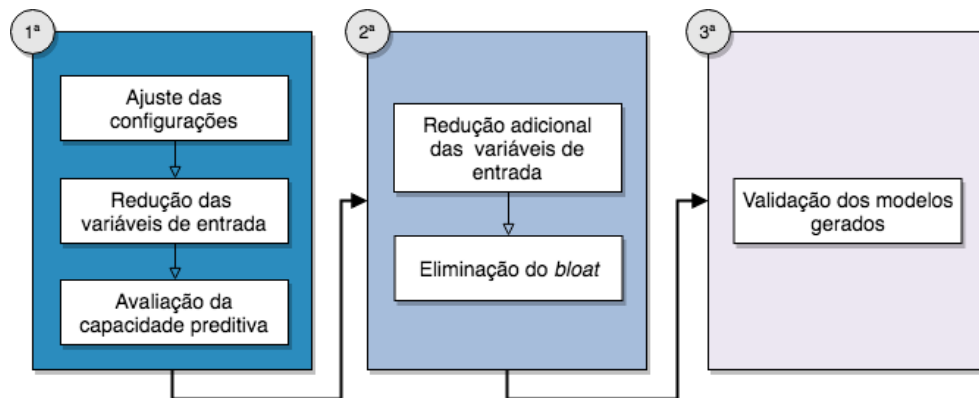 1ª
Ajuste das
configurações
Redução das
variáveis de entrada
Avaliação da
capacidade preditiva
2ª
Redução adicional
das variáveis de
entrada
Eliminação do bloat
3ª
Validação dos modelos
gerados